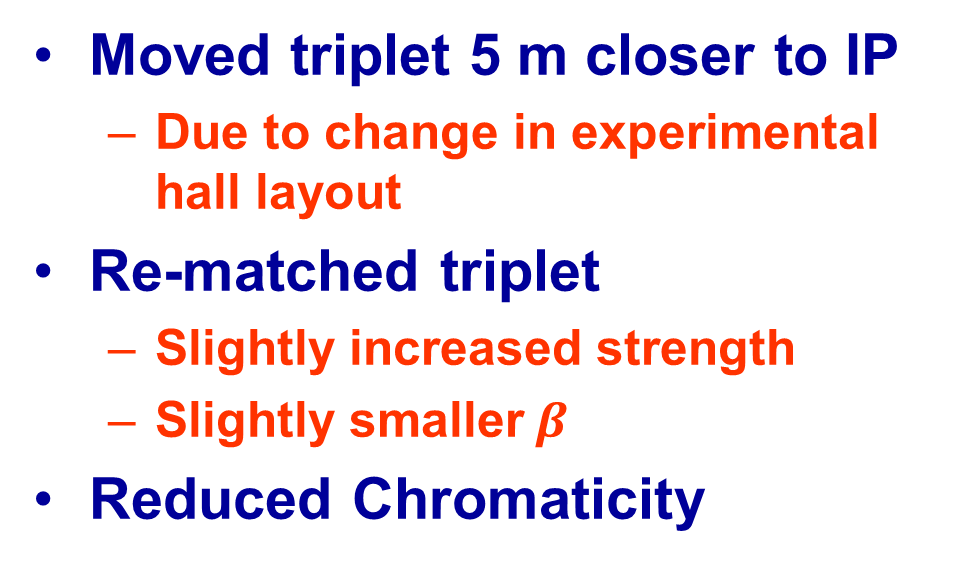 • Moved triplet 5 m closer to IP
– Due to change in experimental
hall layout
• Re-matched triplet
– Slightly increased strength
– Slightly smaller β
• Reduced Chromaticity